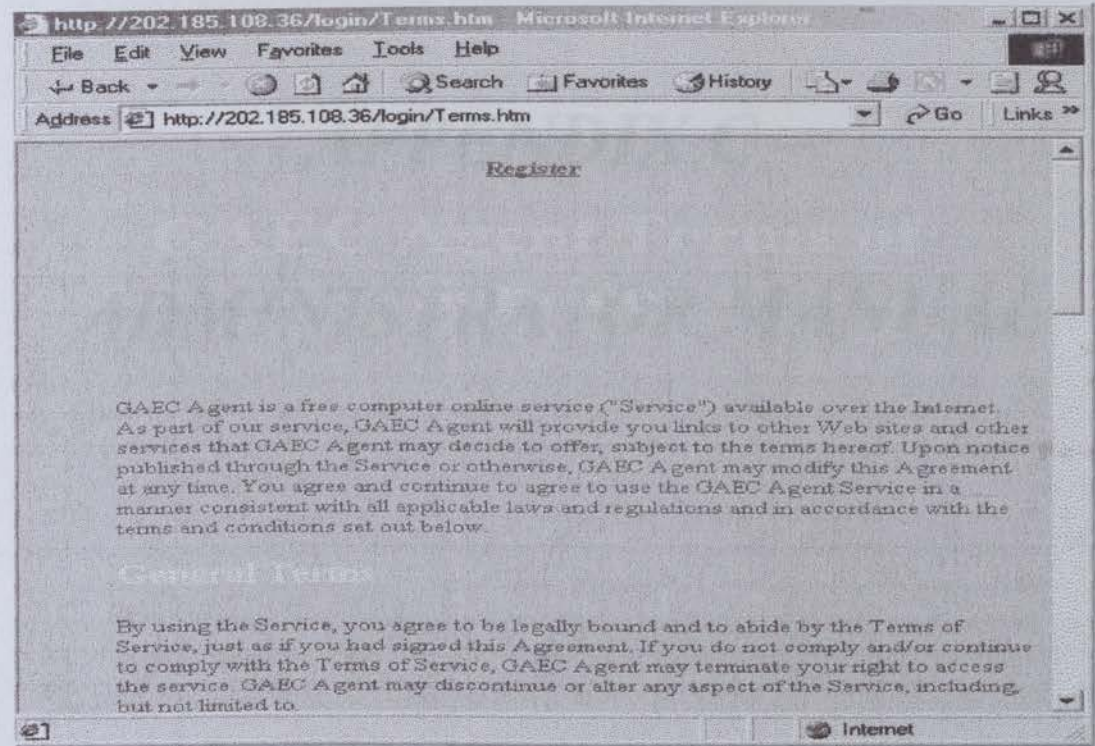 http://202.185.108.36/login/Terms.htm - Microsoft Internet Explorer
File Edit View Favorites Tools Help
Back Search Favorites History
Address http://202.185.108.36/login/Terms.htm Go Links »
Register
GAEC Agent Terms of
GAEC Agent is a free computer online service ("Service") available over the Internet.
As part of our service, GAEC Agent will provide you links to other Web sites and other
services that GAEC Agent may decide to offer, subject to the terms hereof. Upon notice
published through the Service or otherwise, GAEC Agent may modify this Agreement
at any time. You agree and continue to agree to use the GAEC Agent Service in a
manner consistent with all applicable laws and regulations and in accordance with the
terms and conditions set out below.
General Terms
By using the Service, you agree to be legally bound and to abide by the Terms of
Service, just as if you had signed this Agreement. If you do not comply and/or continue
to comply with the Terms of Service, GAEC Agent may terminate your right to access
the service. GAEC Agent may discontinue or alter any aspect of the Service, including,
but not limited to.
Internet